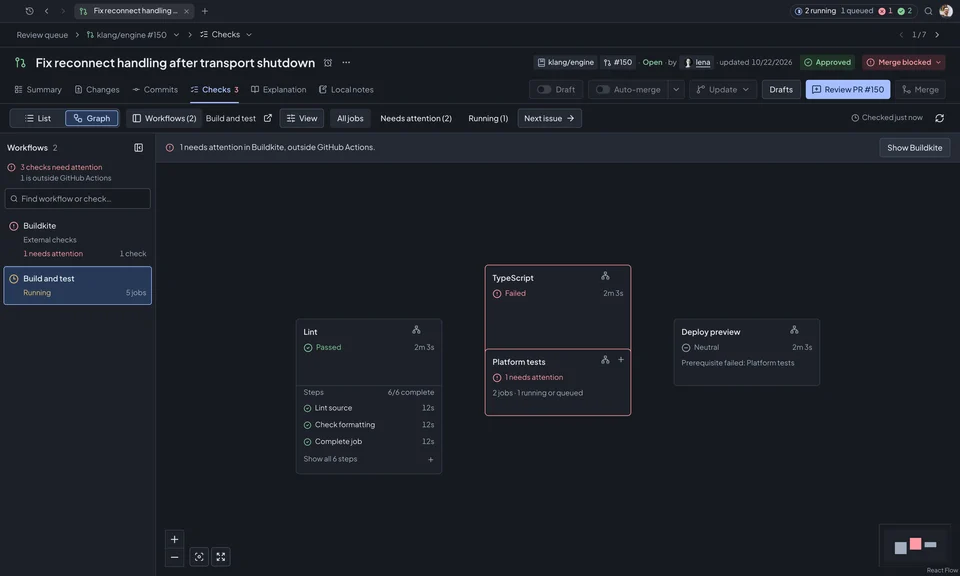 Fix reconnect handling ...
2 running 1 queued 1 2
Review queue klang/engine #150 Checks 1/7
Fix reconnect handling after transport shutdown
klang/engine #150 · Open by lena · updated 10/22/2026 Approved Merge blocked
Summary Changes Commits Checks 3 Explanation Local notes
Draft Auto-merge Update Drafts Review PR #150 Merge
List Graph Workflows (2) Build and test View All jobs Needs attention (2) Running (1) Next issue Checked just now
Workflows 2
3 checks need attention
1 is outside GitHub Actions
Find workflow or check...
Buildkite
External checks
1 needs attention 1 check
Build and test
Running 5 jobs
1 needs attention in Buildkite, outside GitHub Actions. Show Buildkite
Lint
Passed 2m 3s
Steps 6/6 complete
Lint source 12s
Check formatting 12s
Complete job 12s
Show all 6 steps +
TypeScript
Failed 2m 3s
Platform tests +
1 needs attention
2 jobs · 1 running or queued
Deploy preview
Neutral 2m 3s
Prerequisite failed: Platform tests
React Flow